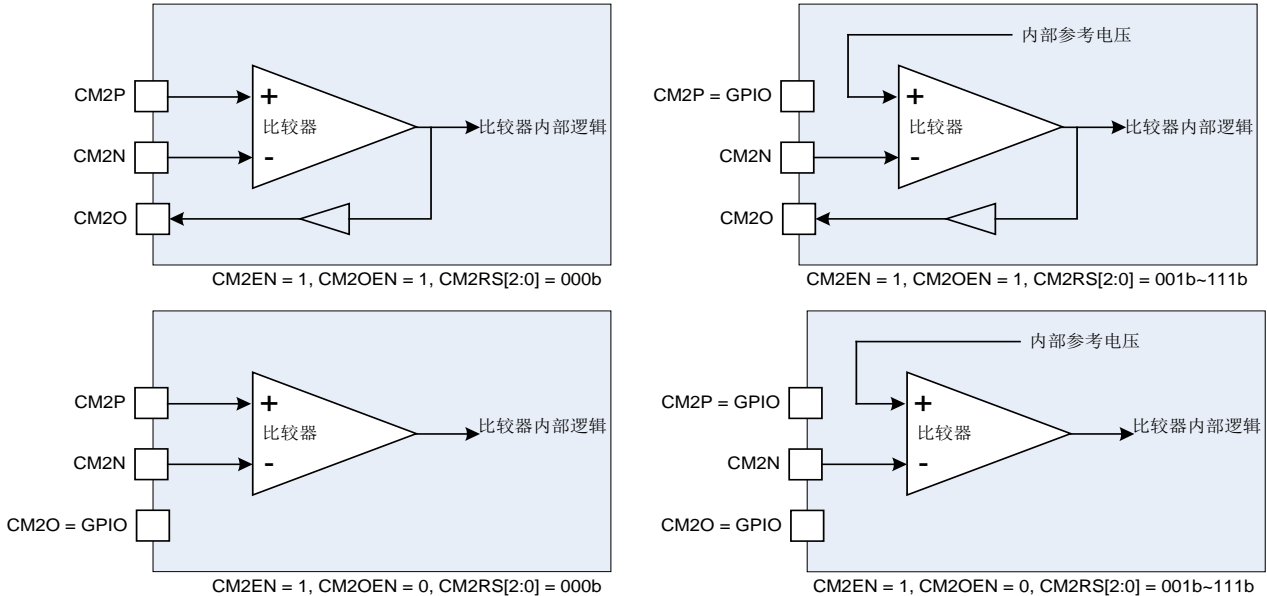 CM2P
+
比较器
比较器内部逻辑
CM2N
-
CM2O
CM2EN = 1, CM2OEN = 1, CM2RS[2:0] = 000b
内部参考电压
CM2P = GPIO
+
比较器
比较器内部逻辑
CM2N
-
CM2O
CM2EN = 1, CM2OEN = 1, CM2RS[2:0] = 001b~111b
CM2P
+
比较器
比较器内部逻辑
CM2N
-
CM2O = GPIO
CM2EN = 1, CM2OEN = 0, CM2RS[2:0] = 000b
内部参考电压
CM2P = GPIO
+
比较器
比较器内部逻辑
CM2N
-
CM2O = GPIO
CM2EN = 1, CM2OEN = 0, CM2RS[2:0] = 001b~111b